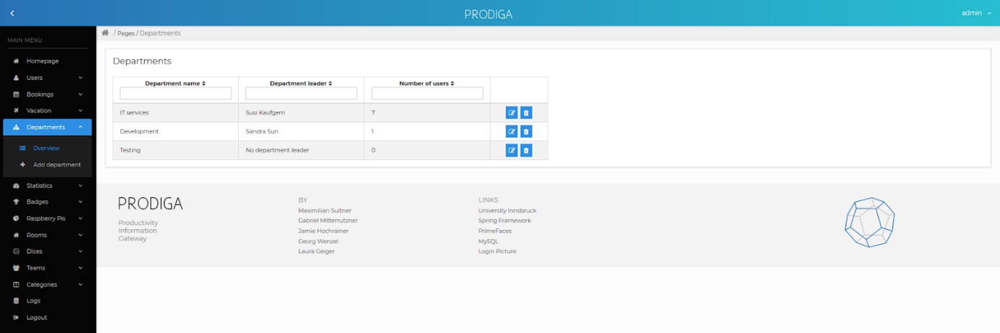 PRODIGA
admin
MAIN MENU
Homepage
Users
Bookings
Vacation
Departments
Overview
Add department
Statistics
Badges
Raspberry Pis
Rooms
Dices
Teams
Categories
Logs
Logout
/ Pages / Departments
Departments
Department name Department leader Number of users
IT services Susi Kaufgern 7
Development Sandra Sun 1
Testing No department leader 0
PRODIGA
Productivity
Information
Gateway
BY
Maximilian Suitner
Gabriel Mitterrutzner
Jamie Hochrainer
Georg Wenzel
Laura Geiger
LINKS
University Innsbruck
Spring Framework
PrimeFaces
MySQL
Login Picture